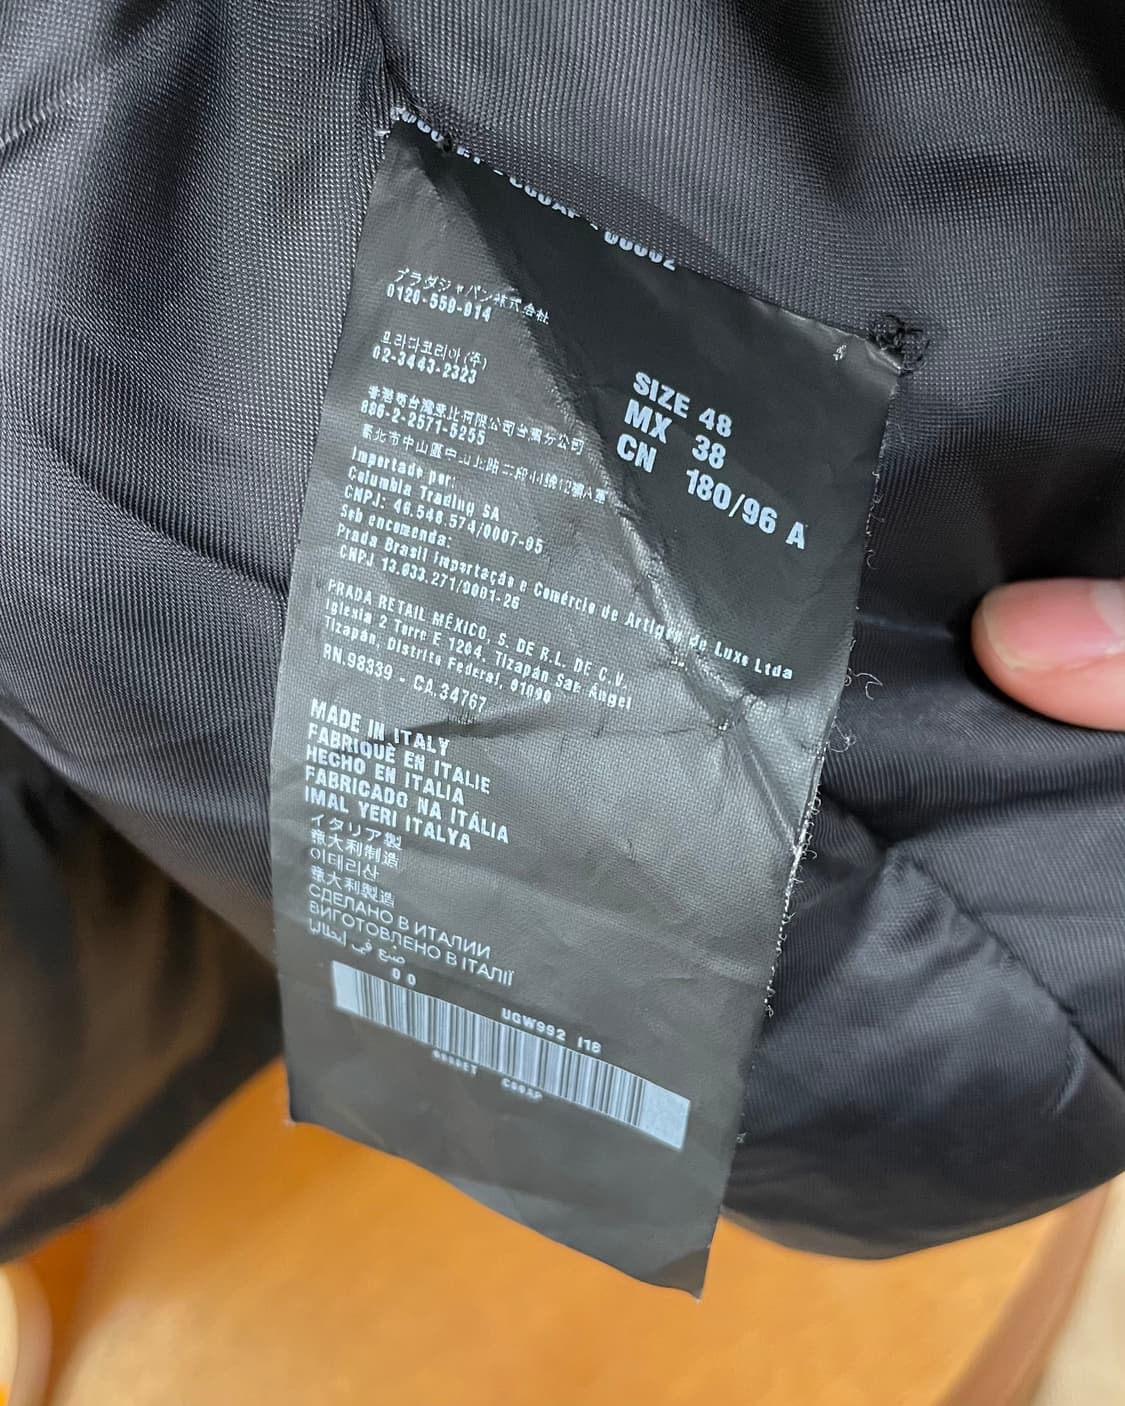 プラダジャパン株式会社
0120-559-914
프라다코리아(주)
02-3443-2323
886-2-2571-5255
Importado por:
Columbia Trading SA
CNPJ: 46.548.574/0007-05
Sob encomenda:
Prada Brasil Importação e Comércio de Artigos de Luxo Ltda
CNPJ 13.033.271/0001-26
PRADA RETAIL MÉXICO, S. DE R.L. DE C.V.
Iglesia 2 Torre E 1204, Tizapán San Ángel
Tizapán, Distrito Federal, 01090
RN.98339 - CA.34767
SIZE 48
MX 38
CN 180/96 A
MADE IN ITALY
FABRIQUÉ EN ITALIE
HECHO EN ITALIA
FABRICADO NA ITÁLIA
IMAL YERI ITALYA
イタリア製
意大利制造
이태리산
意大利製造
СДЕЛАНО В ИТАЛИИ
ВИГОТОВЛЕНО В ІТАЛІЇ
صنع في إيطاليا
0 0
UGW992 I18